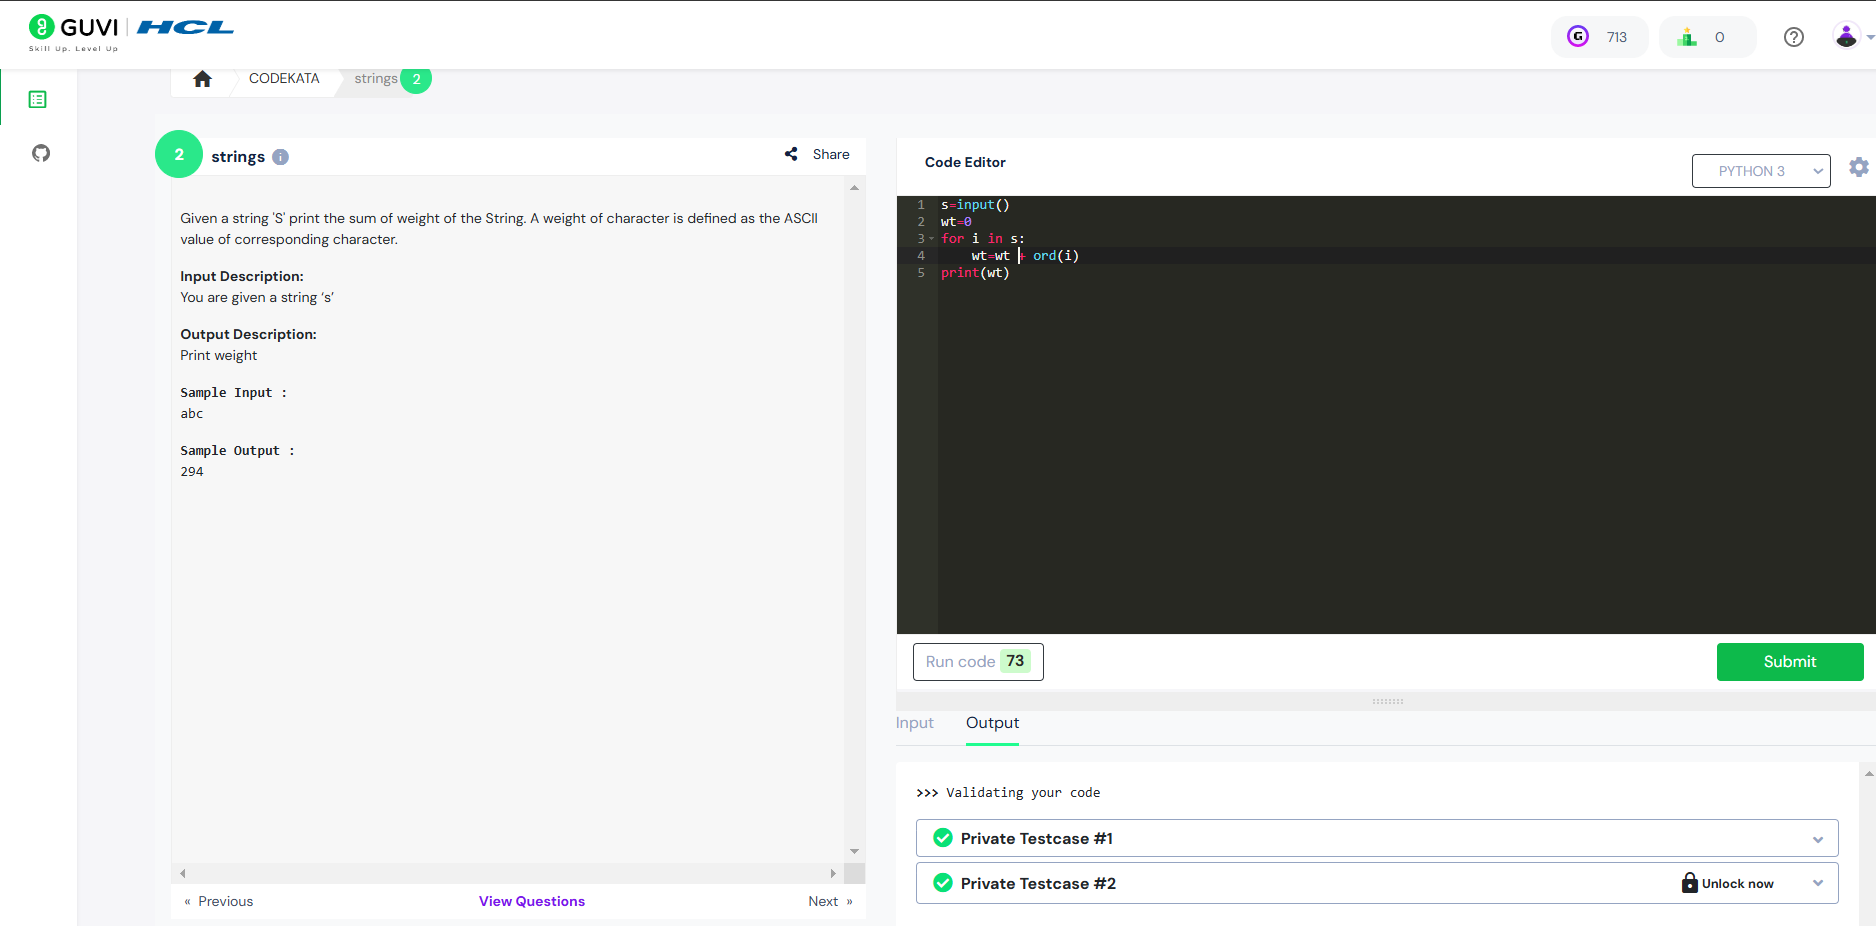 GUVI | HCL
Skill Up. Level Up
G 713
0
?
CODEKATA
strings 2
2 strings i
Share
Given a string 'S' print the sum of weight of the String. A weight of character is defined as the ASCII
value of corresponding character.
Input Description:
You are given a string ‘s’
Output Description:
Print weight
Sample Input :
abc
Sample Output :
294
« Previous
View Questions
Next »
Code Editor
PYTHON 3
1 s=input()
2 wt=0
3 for i in s:
4     wt=wt + ord(i)
5 print(wt)
Run code 73
Submit
Input
Output
>>> Validating your code
Private Testcase #1
Private Testcase #2
Unlock now